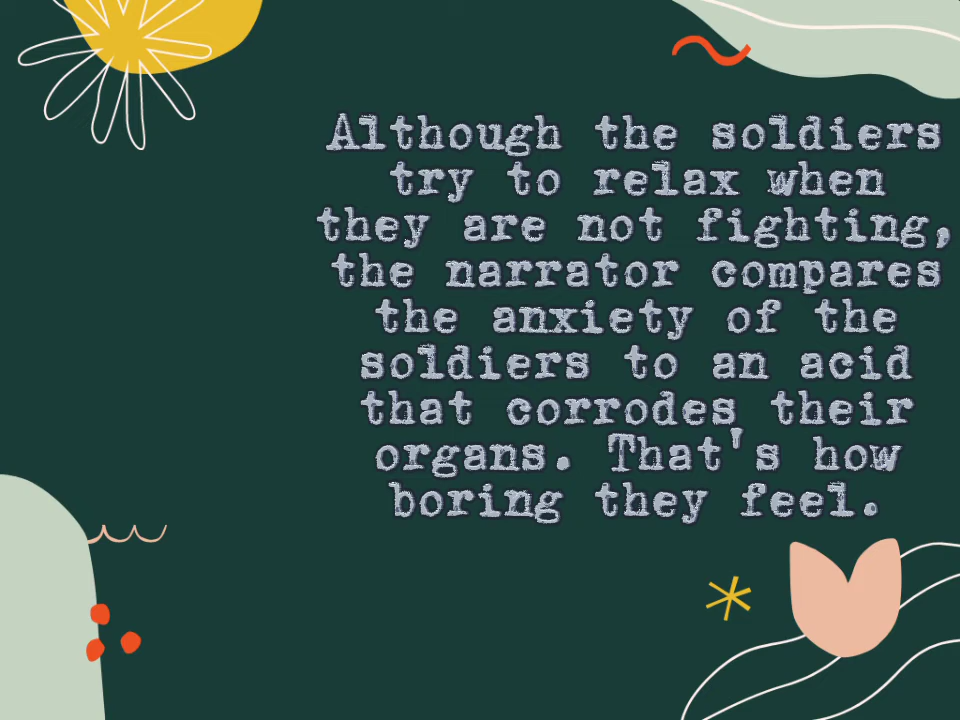 Although the soldiers
try to relax when
they are not fighting,
the narrator compares
the anxiety of the
soldiers to an acid
that corrodes their
organs. That's how
boring they feel.